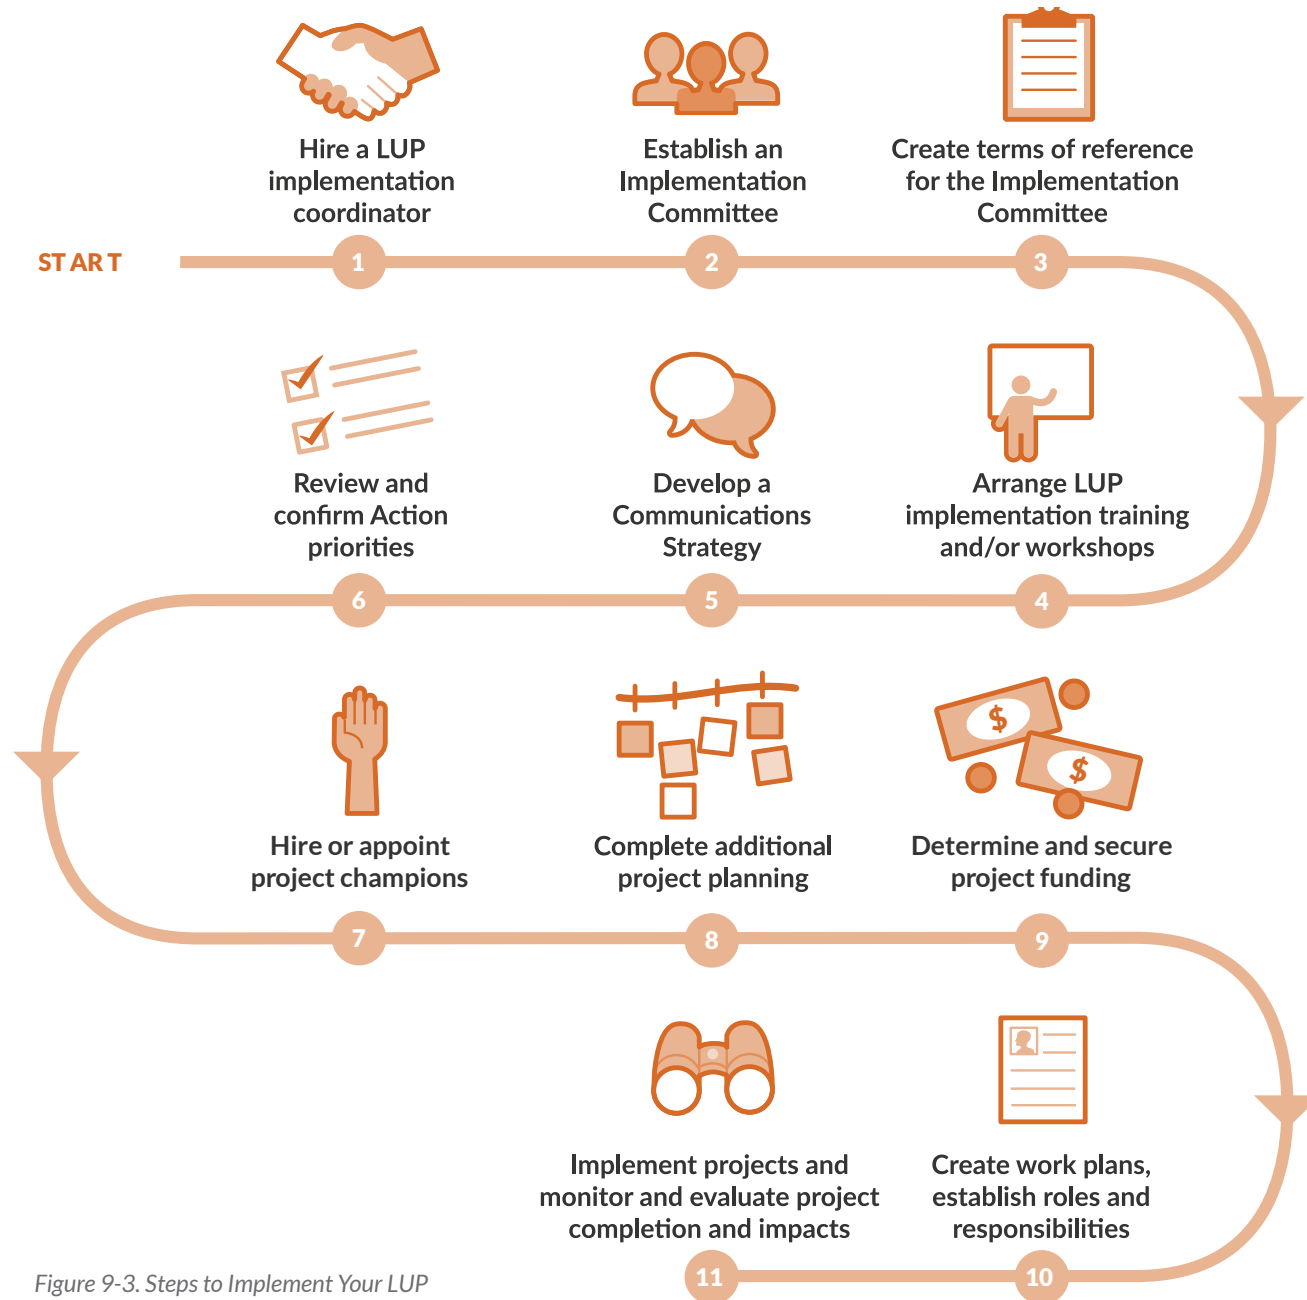 Hire a LUP
implementation
coordinator
Establish an
Implementation
Committee
Create terms of reference
for the Implementation
Committee
START
1
2
3
Review and
confirm Action
priorities
Develop a
Communications
Strategy
Arrange LUP
implementation training
and/or workshops
6
5
4
$
$
Hire or appoint
project champions
Complete additional
project planning
Determine and secure
project funding
7
8
9
Implement projects and
monitor and evaluate project
completion and impacts
Create work plans,
establish roles and
responsibilities
11
10
Figure 9-3. Steps to Implement Your LUP